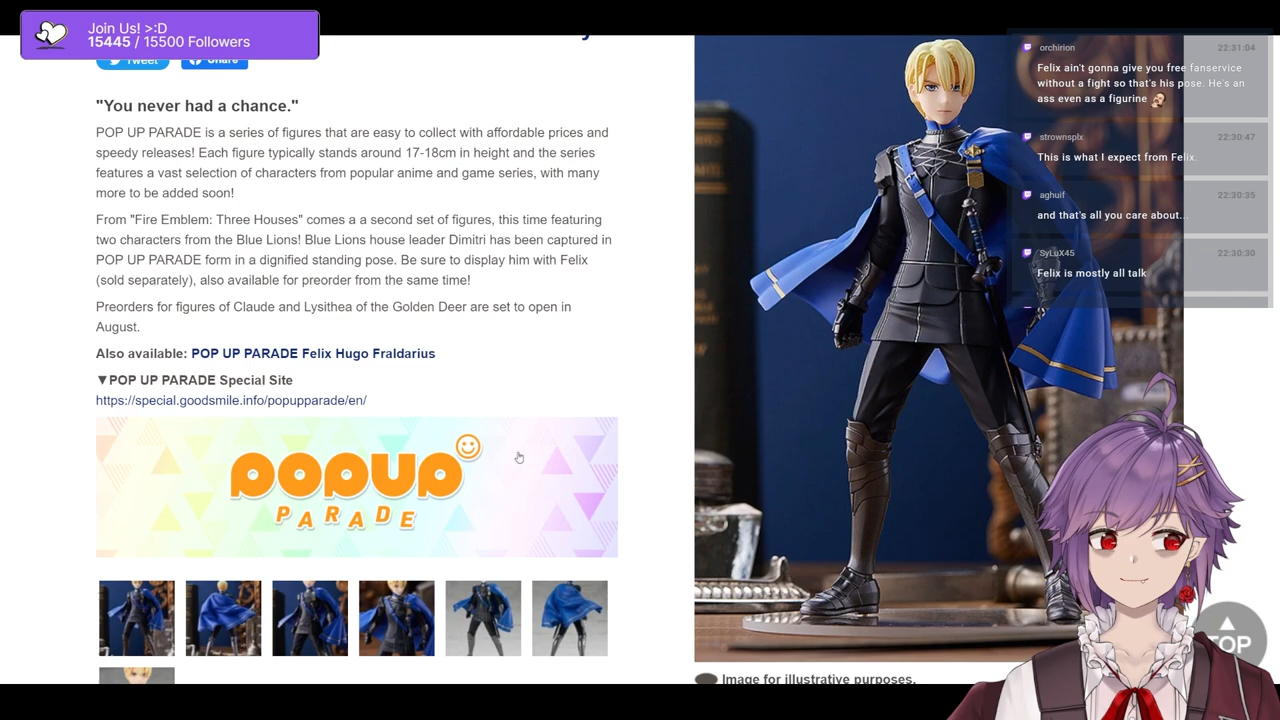 Join Us! >:D
15445 / 15500 Followers
Tweet
Share
"You never had a chance."
POP UP PARADE is a series of figures that are easy to collect with affordable prices and
speedy releases! Each figure typically stands around 17-18cm in height and the series
features a vast selection of characters from popular anime and game series, with many
more to be added soon!
From "Fire Emblem: Three Houses" comes a a second set of figures, this time featuring
two characters from the Blue Lions! Blue Lions house leader Dimitri has been captured in
POP UP PARADE form in a dignified standing pose. Be sure to display him with Felix
(sold separately), also available for preorder from the same time!
Preorders for figures of Claude and Lysithea of the Golden Deer are set to open in
August.
Also available: POP UP PARADE Felix Hugo Fraldarius
▼POP UP PARADE Special Site
https://special.goodsmile.info/popupparade/en/
POPUP
PARADE
orchirion 22:31:04
Felix ain't gonna give you free fanservice
without a fight so that's his pose. He's an
ass even as a figurine
strownsplx 22:30:47
This is what I expect from Felix.
aghuif 22:30:35
and that's all you care about...
SyLuX45 22:30:30
Felix is mostly all talk
TOP
Image for illustrative purposes.